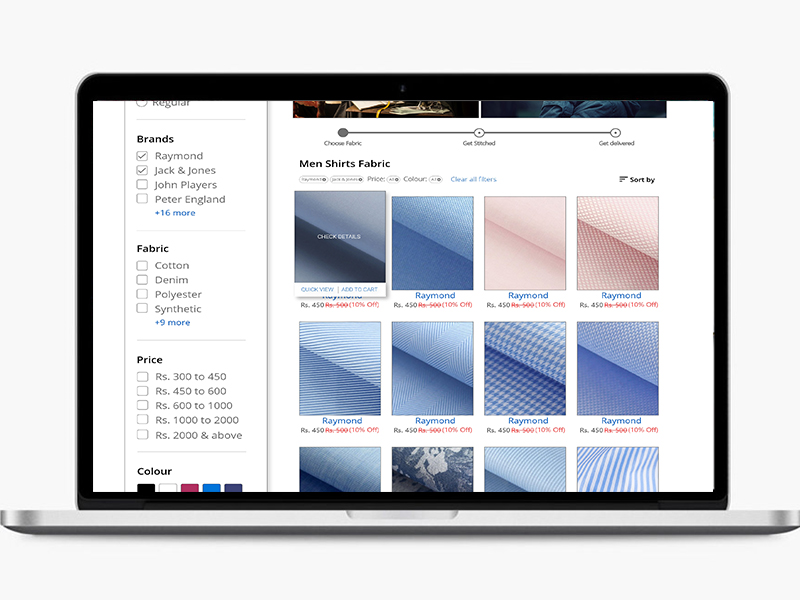 Regular
Brands
Raymond
Jack & Jones
John Players
Peter England
+16 more
Fabric
Cotton
Denim
Polyester
Synthetic
+9 more
Price
Rs. 300 to 450
Rs. 450 to 600
Rs. 600 to 1000
Rs. 1000 to 2000
Rs. 2000 & above
Colour
Choose Fabric
Get Stitched
Get delivered
Men Shirts Fabric
Raymond Jack & Jones Price: All Colour: All Clear all filters
Sort by
CHECK DETAILS
QUICK VIEW | ADD TO CART
Raymond Raymond Raymond Raymond
Rs. 450 Rs. 500 (10% Off) Rs. 450 Rs. 500 (10% Off) Rs. 450 Rs. 500 (10% Off) Rs. 450 Rs. 500 (10% Off)
Raymond Raymond Raymond Raymond
Rs. 450 Rs. 500 (10% Off) Rs. 450 Rs. 500 (10% Off) Rs. 450 Rs. 500 (10% Off) Rs. 450 Rs. 500 (10% Off)